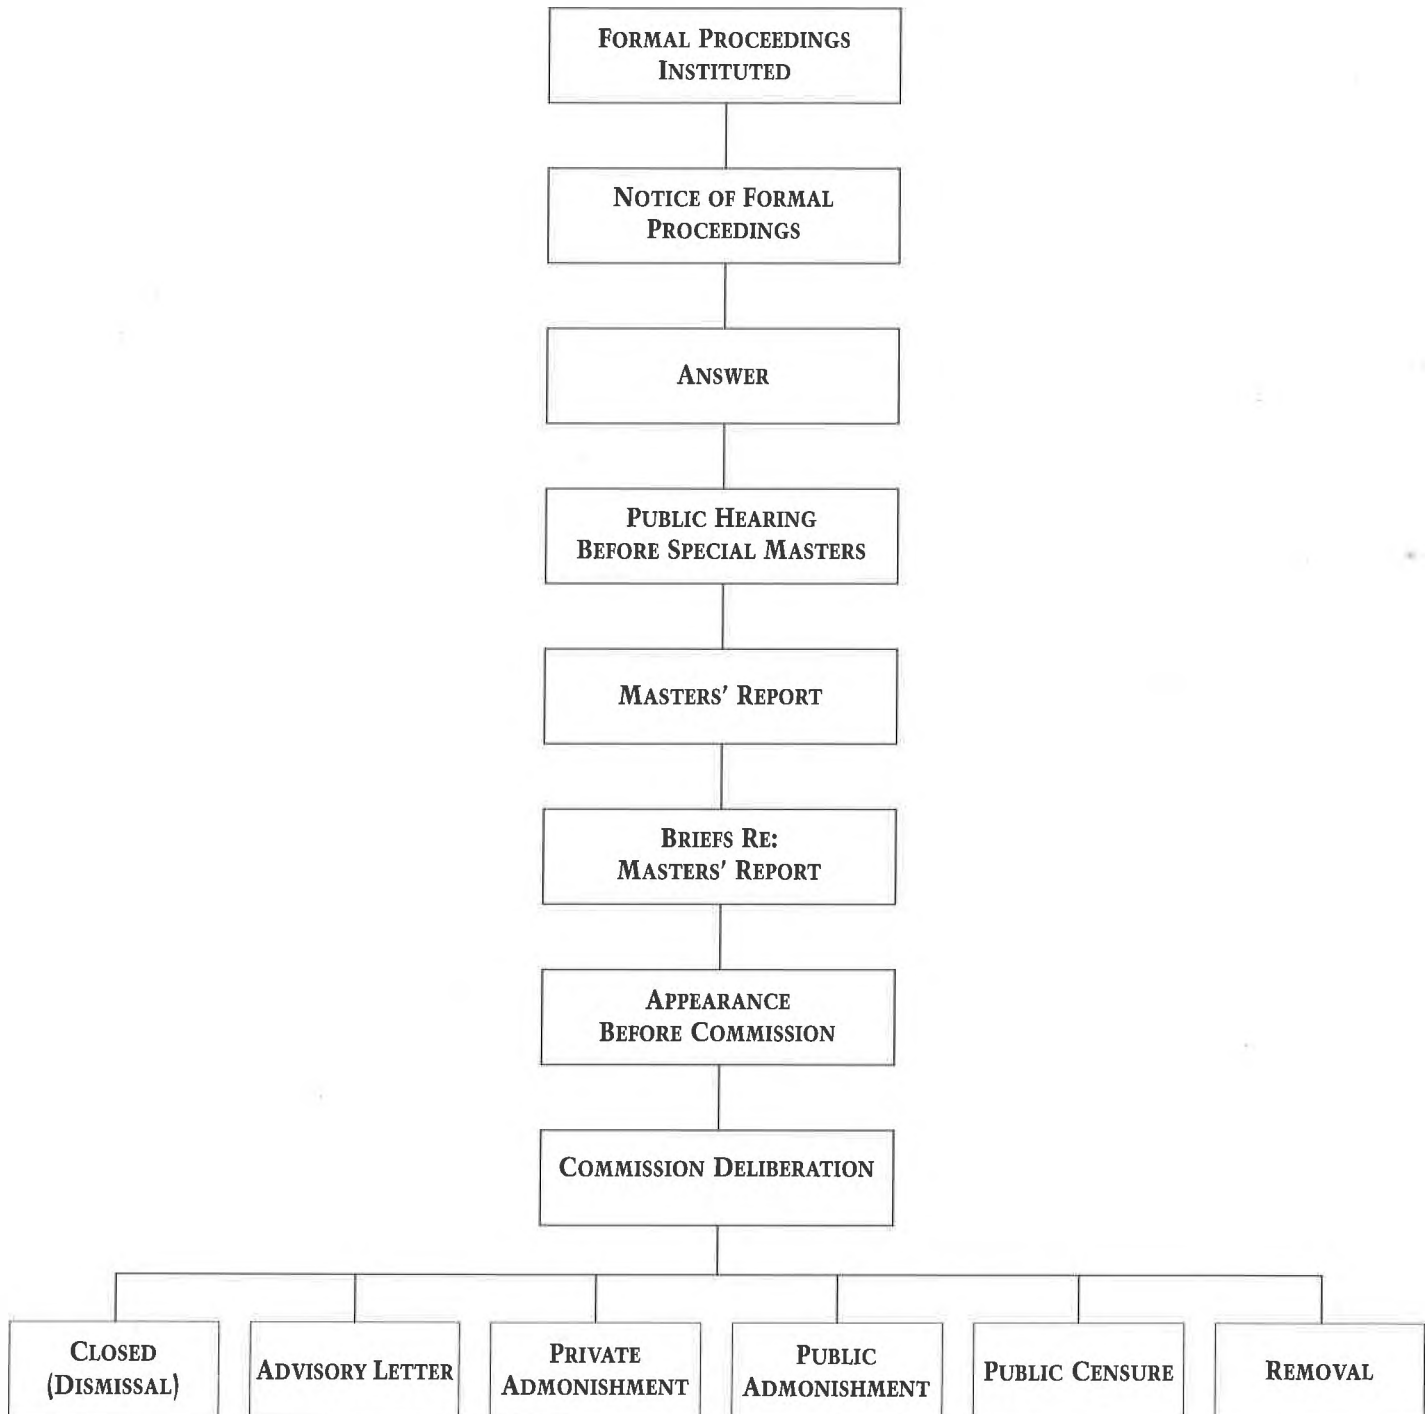 FORMAL PROCEEDINGS
INSTITUTED
NOTICE OF FORMAL
PROCEEDINGS
ANSWER
PUBLIC HEARING
BEFORE SPECIAL MASTERS
MASTERS' REPORT
BRIEFS RE:
MASTERS' REPORT
APPEARANCE
BEFORE COMMISSION
COMMISSION DELIBERATION
CLOSED
(DISMISSAL)
ADVISORY LETTER
PRIVATE
ADMONISHMENT
PUBLIC
ADMONISHMENT
PUBLIC CENSURE
REMOVAL